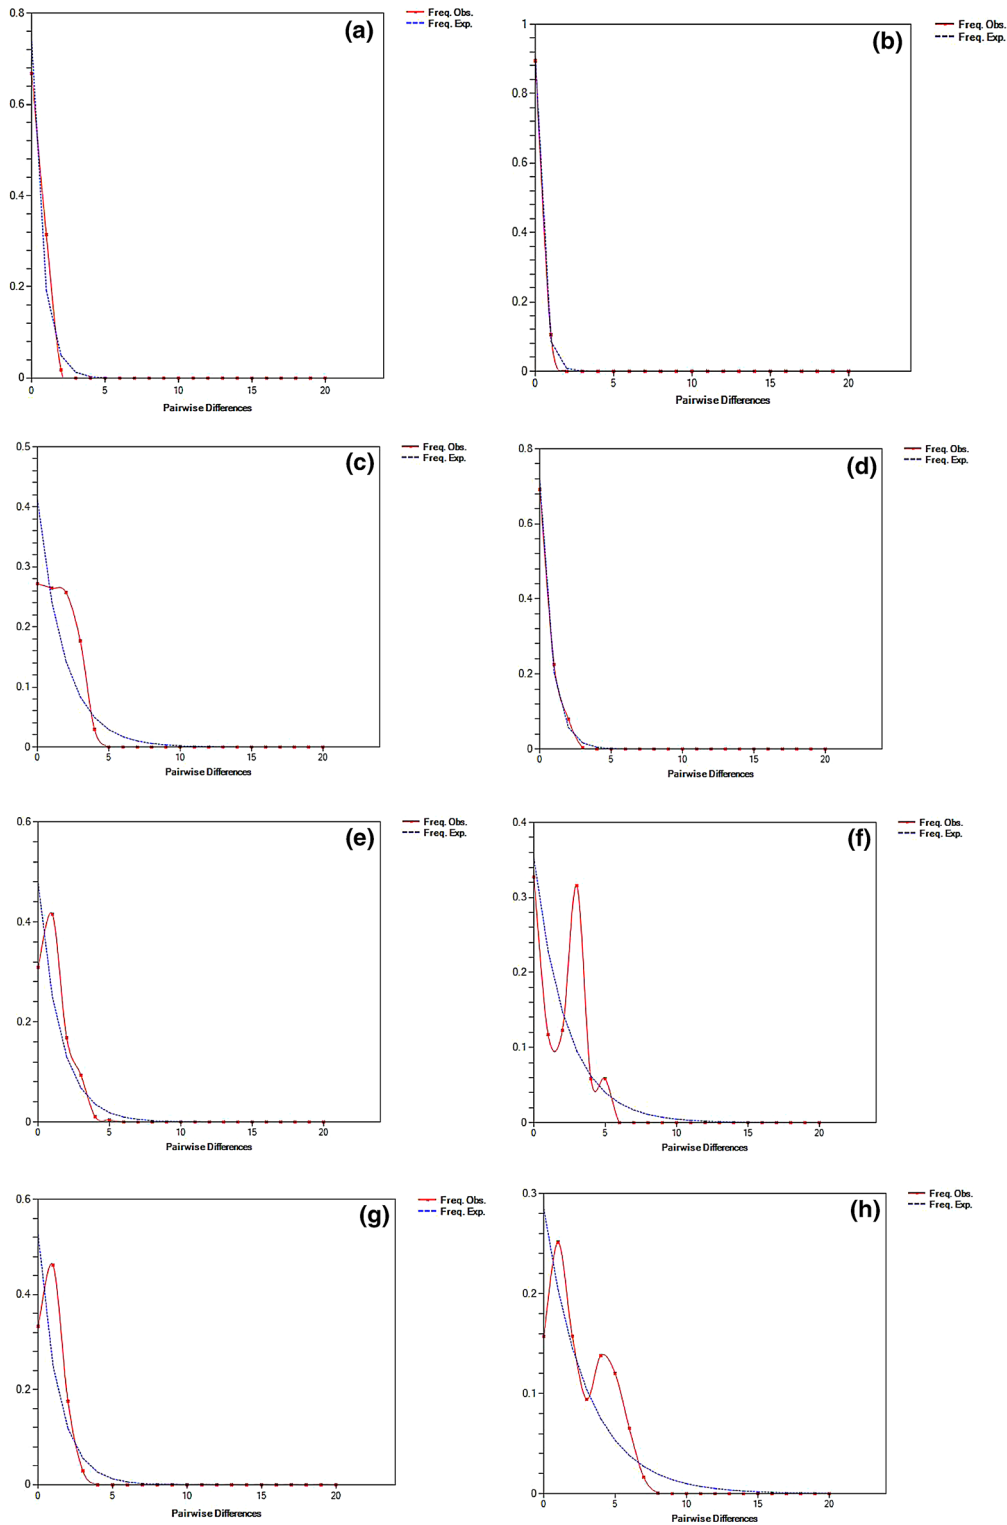 (a)
Freq. Obs.
Freq. Exp.
0.8
0.6
0.4
0.2
0
0 5 10 15 20
Pairwise Differences
(b)
Freq. Obs.
Freq. Exp.
1
0.8
0.6
0.4
0.2
0
0 5 10 15 20
Pairwise Differences
(c)
Freq. Obs.
Freq. Exp.
0.5
0.4
0.3
0.2
0.1
0
0 5 10 15 20
Pairwise Differences
(d)
Freq. Obs.
Freq. Exp.
0.8
0.6
0.4
0.2
0
0 5 10 15 20
Pairwise Differences
(e)
Freq. Obs.
Freq. Exp.
0.6
0.4
0.2
0
0 5 10 15 20
Pairwise Differences
(f)
Freq. Obs.
Freq. Exp.
0.4
0.3
0.2
0.1
0
0 5 10 15 20
Pairwise Differences
(g)
Freq. Obs.
Freq. Exp.
0.6
0.4
0.2
0
0 5 10 15 20
Pairwise Differences
(h)
Freq. Obs.
Freq. Exp.
0.3
0.2
0.1
0
0 5 10 15 20
Pairwise Differences